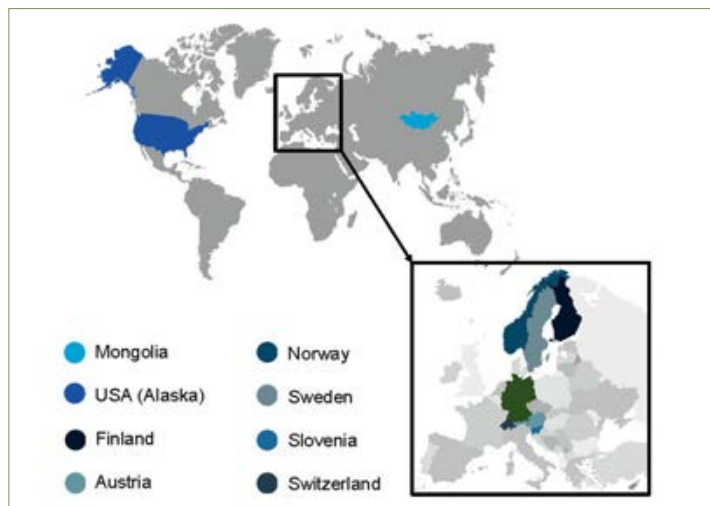 Mongolia
USA (Alaska)
Finland
Austria
Norway
Sweden
Slovenia
Switzerland